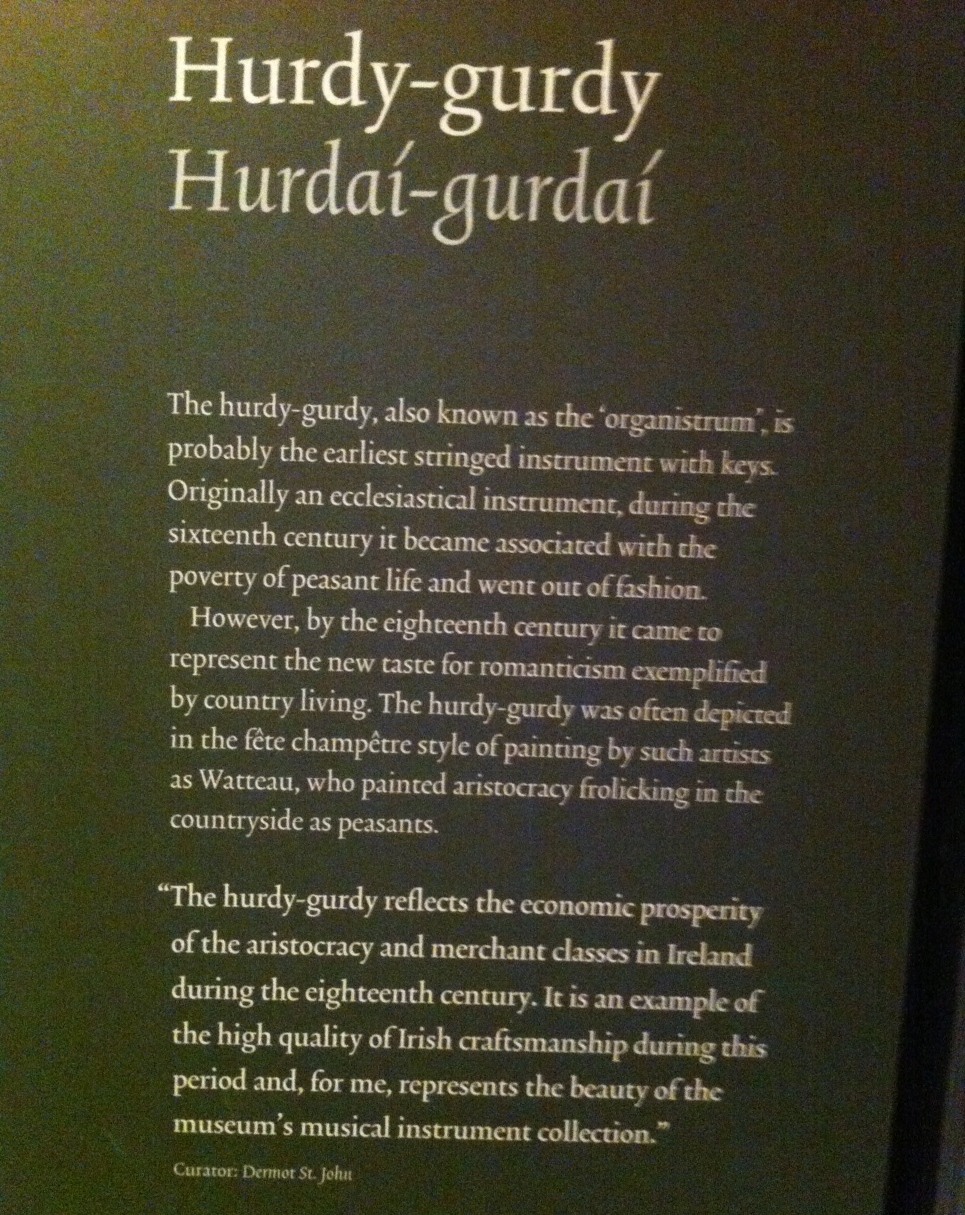 Hurdy-gurdy
Hurdaí-gurdaí
The hurdy-gurdy, also known as the ‘organistrum’, is
probably the earliest stringed instrument with keys.
Originally an ecclesiastical instrument, during the
sixteenth century it became associated with the
poverty of peasant life and went out of fashion.
However, by the eighteenth century it came to
represent the new taste for romanticism exemplified
by country living. The hurdy-gurdy was often depicted
in the fête champêtre style of painting by such artists
as Watteau, who painted aristocracy frolicking in the
countryside as peasants.
“The hurdy-gurdy reflects the economic prosperity
of the aristocracy and merchant classes in Ireland
during the eighteenth century. It is an example of
the high quality of Irish craftsmanship during this
period and, for me, represents the beauty of the
museum’s musical instrument collection.”
Curator: Dermot St. John